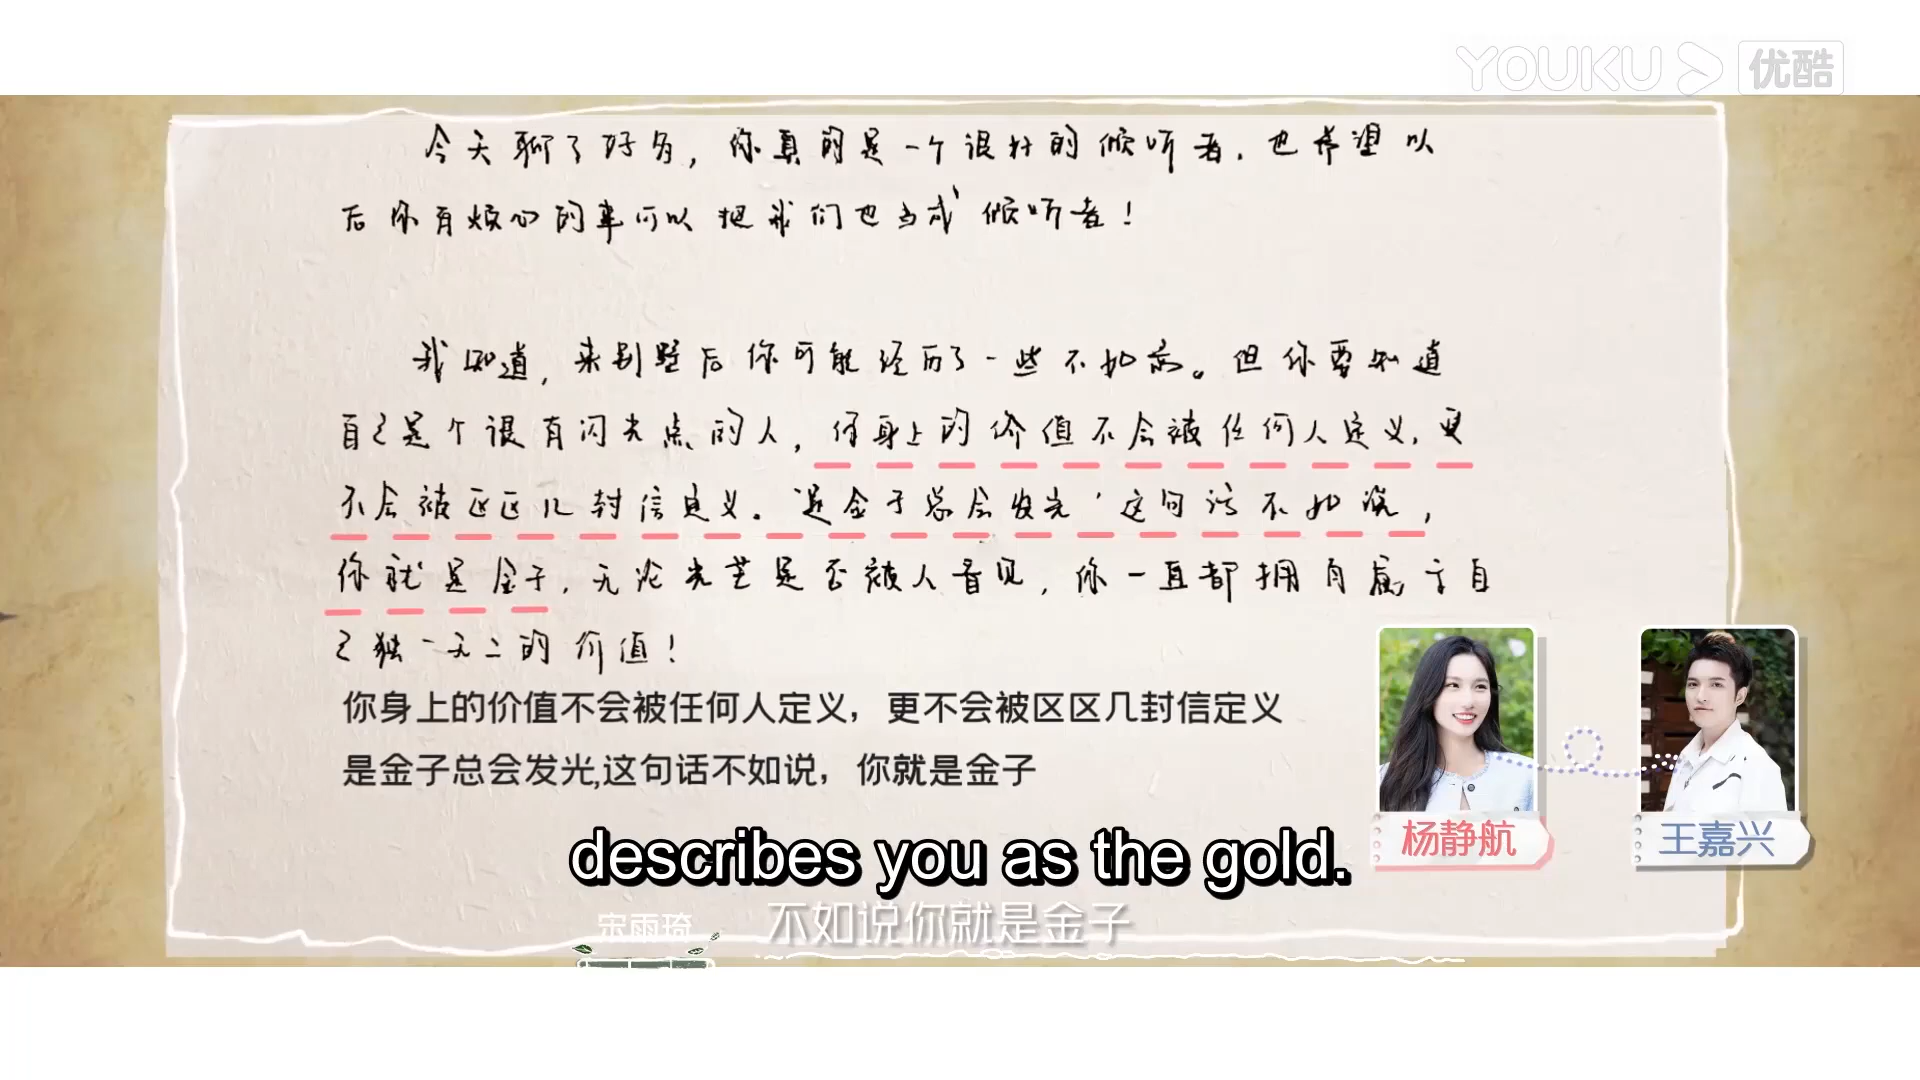 YOUKU 优酷
今天聊了好多，你真的是一个很好的倾听者。也希望以
后你有烦心的事可以把我们也当成倾听者！
我知道，来别墅后你可能经历了一些不如意。但你要知道
自己是个很有闪光点的人，你身上的价值不会被任何人定义，更
不会被区区几封信定义。"是金子总会发光"这句话不如说，
你就是金子，无论光芒是否被人看见，你一直都拥有属于自
己独一无二的价值！
你身上的价值不会被任何人定义，更不会被区区几封信定义
是金子总会发光,这句话不如说，你就是金子
杨静航
王嘉兴
describes you as the gold.
宋雨琦
不如说你就是金子